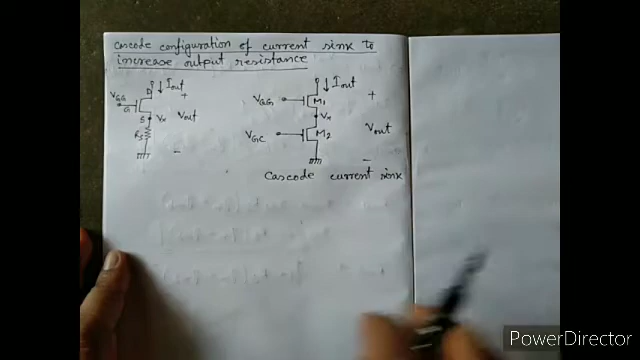 cascode configuration of current sink to
increase output resistance
D
Iout
VGG
G
+
S
Vx
Vout
RS
-
Iout
VGG
M1
+
Vx
Vout
VGC
M2
-
Cascode current sink
PowerDirector